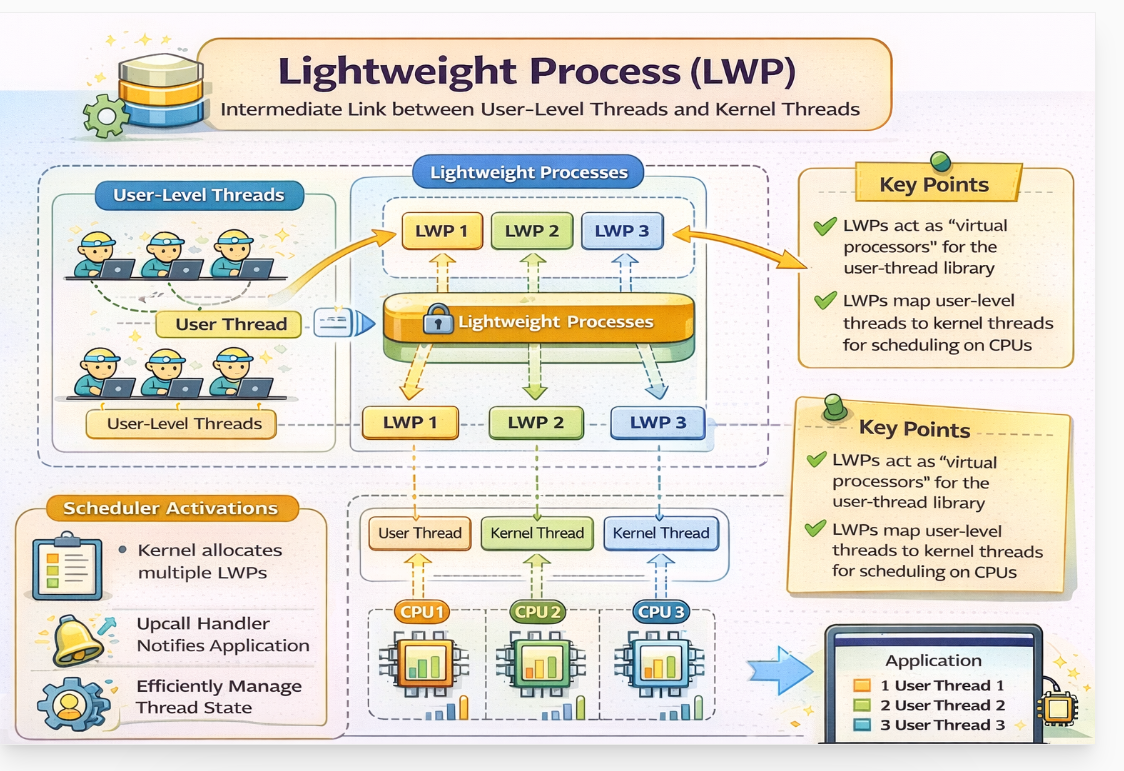 Lightweight Process (LWP)
Intermediate Link between User-Level Threads and Kernel Threads
User-Level Threads
User Thread
User-Level Threads
Lightweight Processes
LWP 1
LWP 2
LWP 3
Lightweight Processes
LWP 1
LWP 2
LWP 3
Key Points
LWPs act as “virtual
processors" for the
user-thread library
LWPs map user-level
threads to kernel threads
for scheduling on CPUs
Key Points
LWPs act as “virtual
processors” for the
user-thread library
LWPs map user-level
threads to kernel threads
for scheduling on CPUs
Scheduler Activations
• Kernel allocates
multiple LWPs
Upcall Handler
Notifies Application
Efficiently Manage
Thread State
User Thread
Kernel Thread
Kernel Thread
CPU1
CPU 2
CPU 3
Application
1 User Thread 1
2 User Thread 2
3 User Thread 3